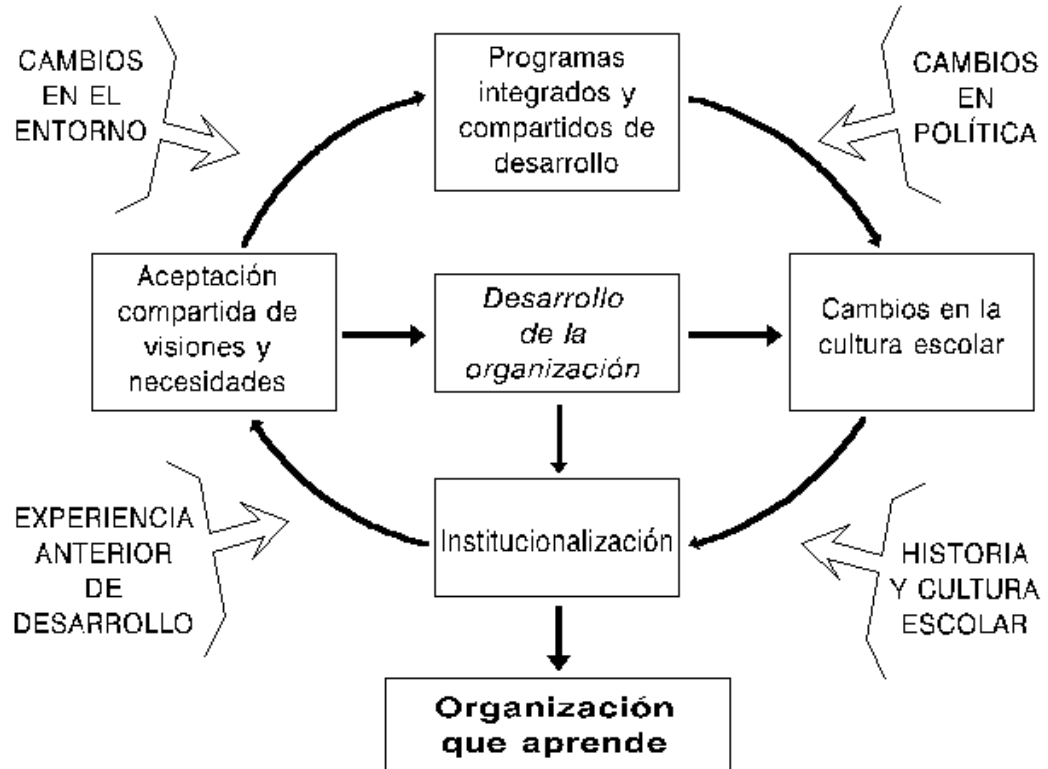 CAMBIOS
EN EL
ENTORNO
Programas
integrados y
compartidos de
desarrollo
CAMBIOS
EN
POLÍTICA
Aceptación
compartida de
visiones y
necesidades
Desarrollo
de la
organización
Cambios en la
cultura escolar
EXPERIENCIA
ANTERIOR
DE
DESARROLLO
Institucionalización
HISTORIA
Y CULTURA
ESCOLAR
Organización
que aprende